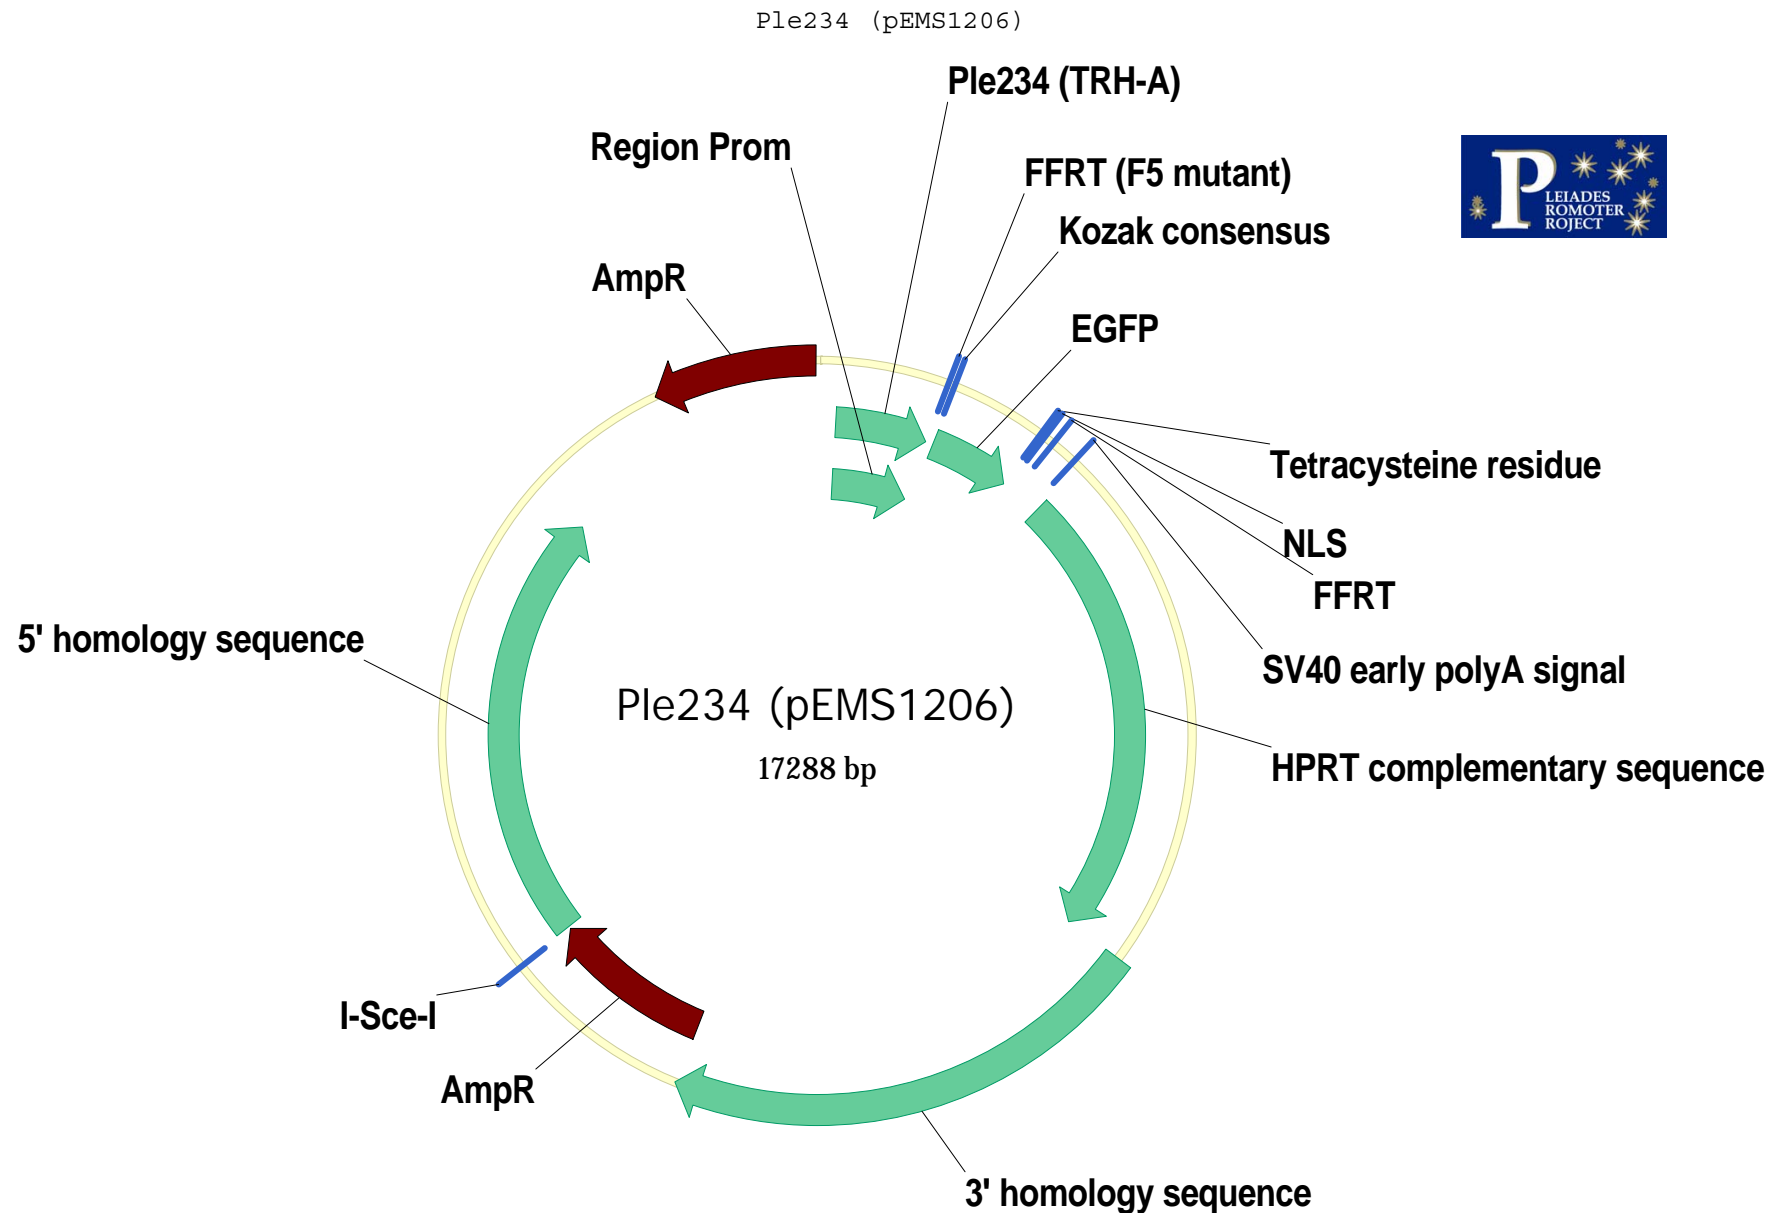 Ple234 (pEMS1206)
Ple234 (TRH-A)
Region Prom
FFRT (F5 mutant)
Kozak consensus
PLEIADES
PROMOTER
PROJECT
AmpR
EGFP
Tetracysteine residue
NLS
FFRT
5' homology sequence
SV40 early polyA signal
Ple234 (pEMS1206)
17288 bp
HPRT complementary sequence
I-Sce-I
AmpR
3' homology sequence